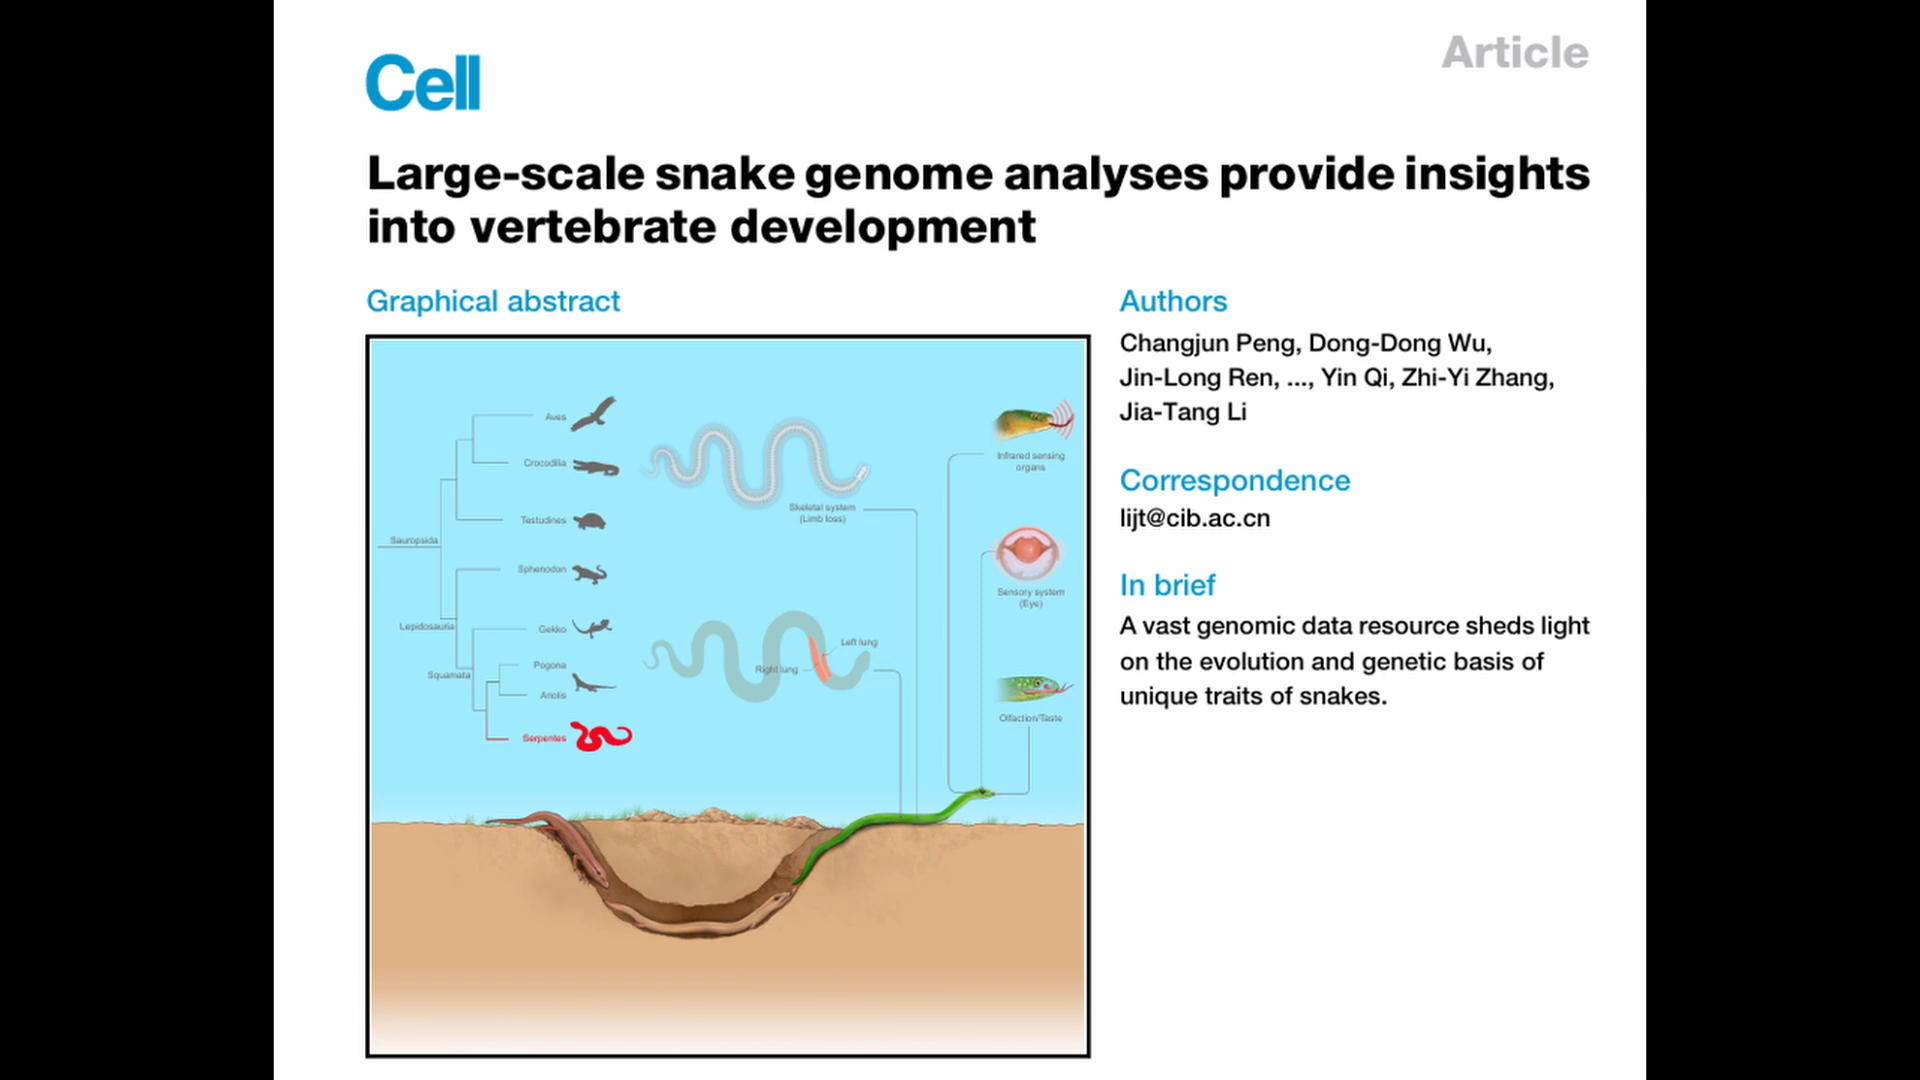 Cell
Article
Large-scale snake genome analyses provide insights
into vertebrate development
Graphical abstract
Aves
Crocodilia
Testudines
Sauropsida
Sphenodon
Lepidosauria
Gekko
Pogona
Squamata
Anolis
Serpentes
Skeletal system
(Limb loss)
Left lung
Right lung
Infrared sensing
organs
Sensory system
(Eye)
Olfaction/Taste
Authors
Changjun Peng, Dong-Dong Wu,
Jin-Long Ren, ..., Yin Qi, Zhi-Yi Zhang,
Jia-Tang Li
Correspondence
lijt@cib.ac.cn
In brief
A vast genomic data resource sheds light
on the evolution and genetic basis of
unique traits of snakes.